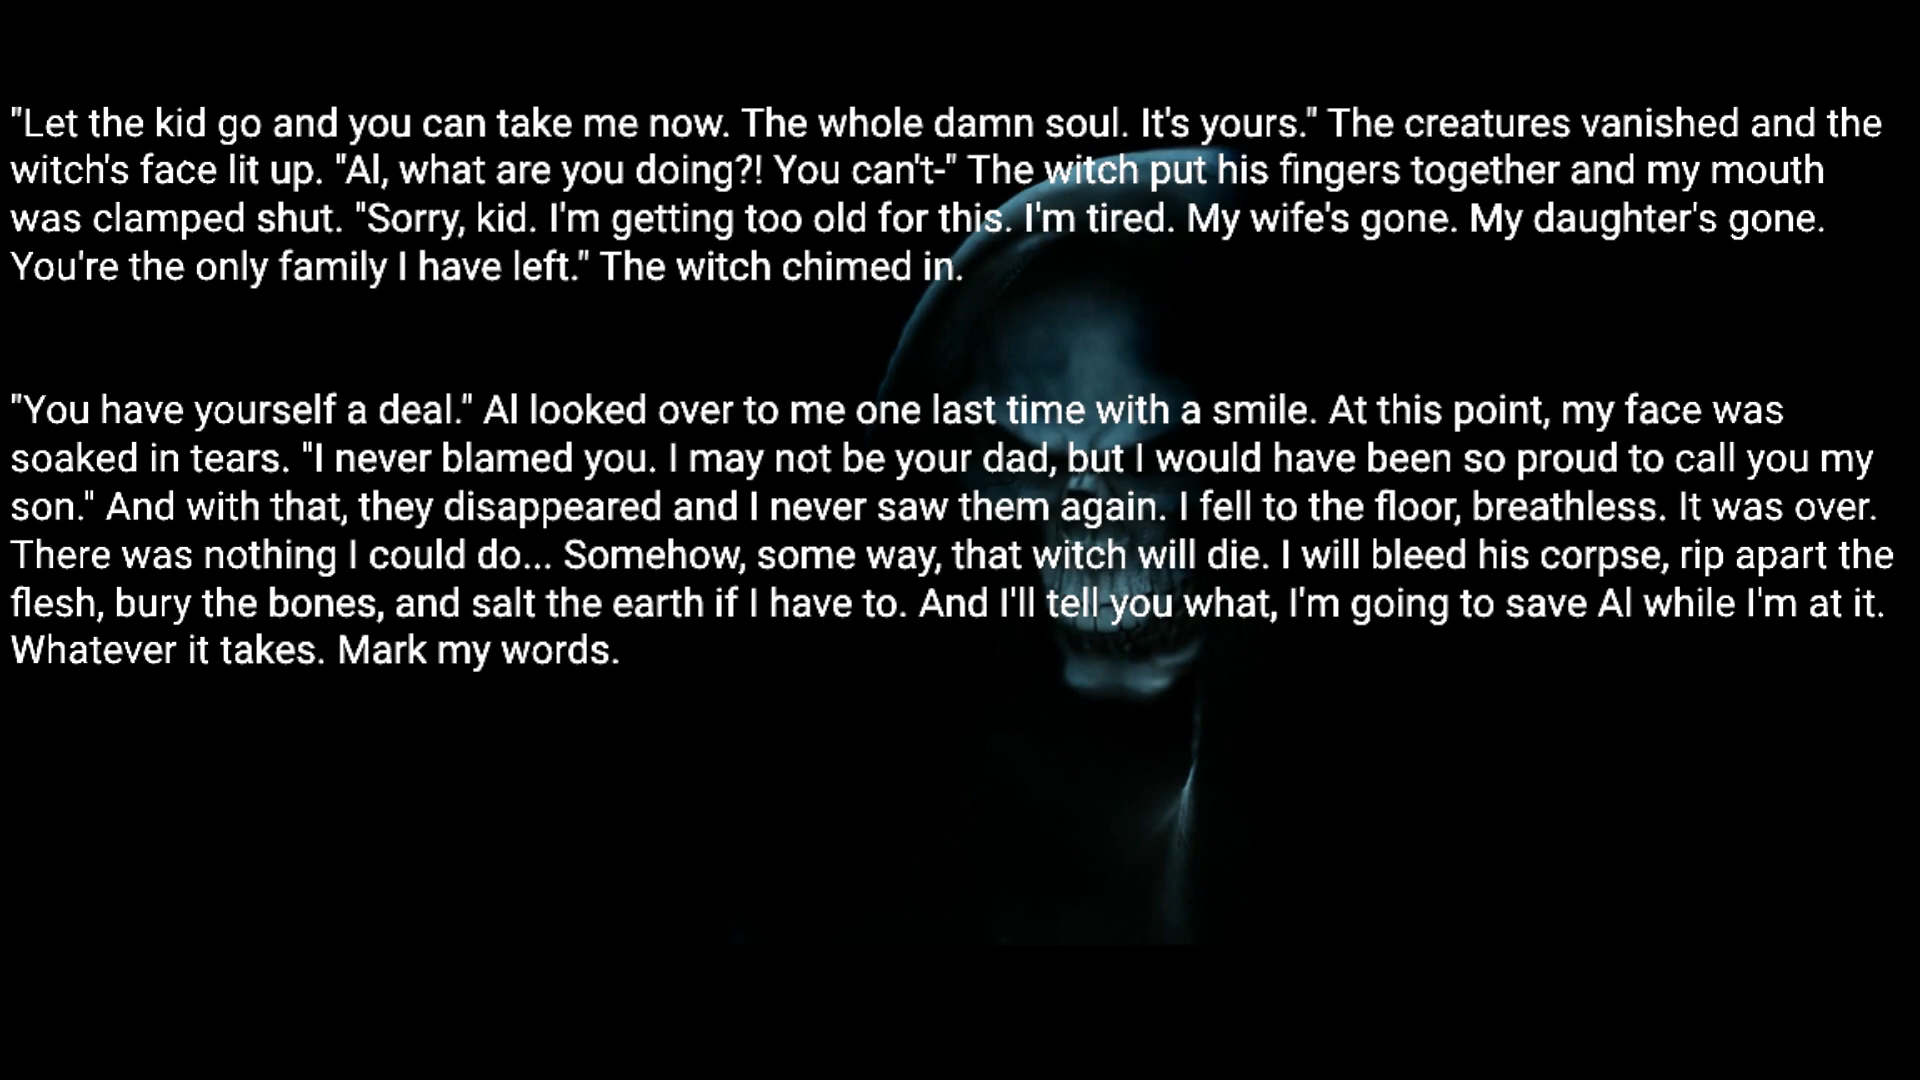 "Let the kid go and you can take me now. The whole damn soul. It's yours." The creatures vanished and the
witch's face lit up. "Al, what are you doing?! You can't-" The witch put his fingers together and my mouth
was clamped shut. "Sorry, kid. I'm getting too old for this. I'm tired. My wife's gone. My daughter's gone.
You're the only family I have left." The witch chimed in.
"You have yourself a deal." Al looked over to me one last time with a smile. At this point, my face was
soaked in tears. "I never blamed you. I may not be your dad, but I would have been so proud to call you my
son." And with that, they disappeared and I never saw them again. I fell to the floor, breathless. It was over.
There was nothing I could do... Somehow, some way, that witch will die. I will bleed his corpse, rip apart the
flesh, bury the bones, and salt the earth if I have to. And I'll tell you what, I'm going to save Al while I'm at it.
Whatever it takes. Mark my words.